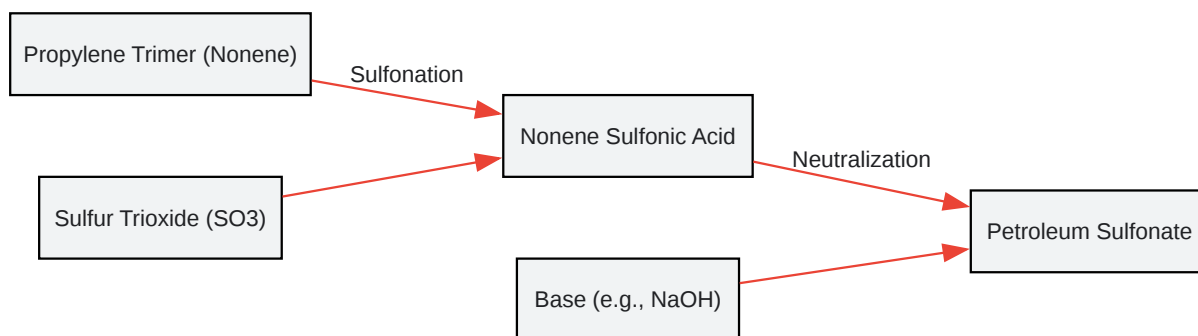 Propylene Trimer (Nonene)
Sulfonation
Nonene Sulfonic Acid
Neutralization
Sulfur Trioxide (SO3)
Petroleum Sulfonate
Base (e.g., NaOH)